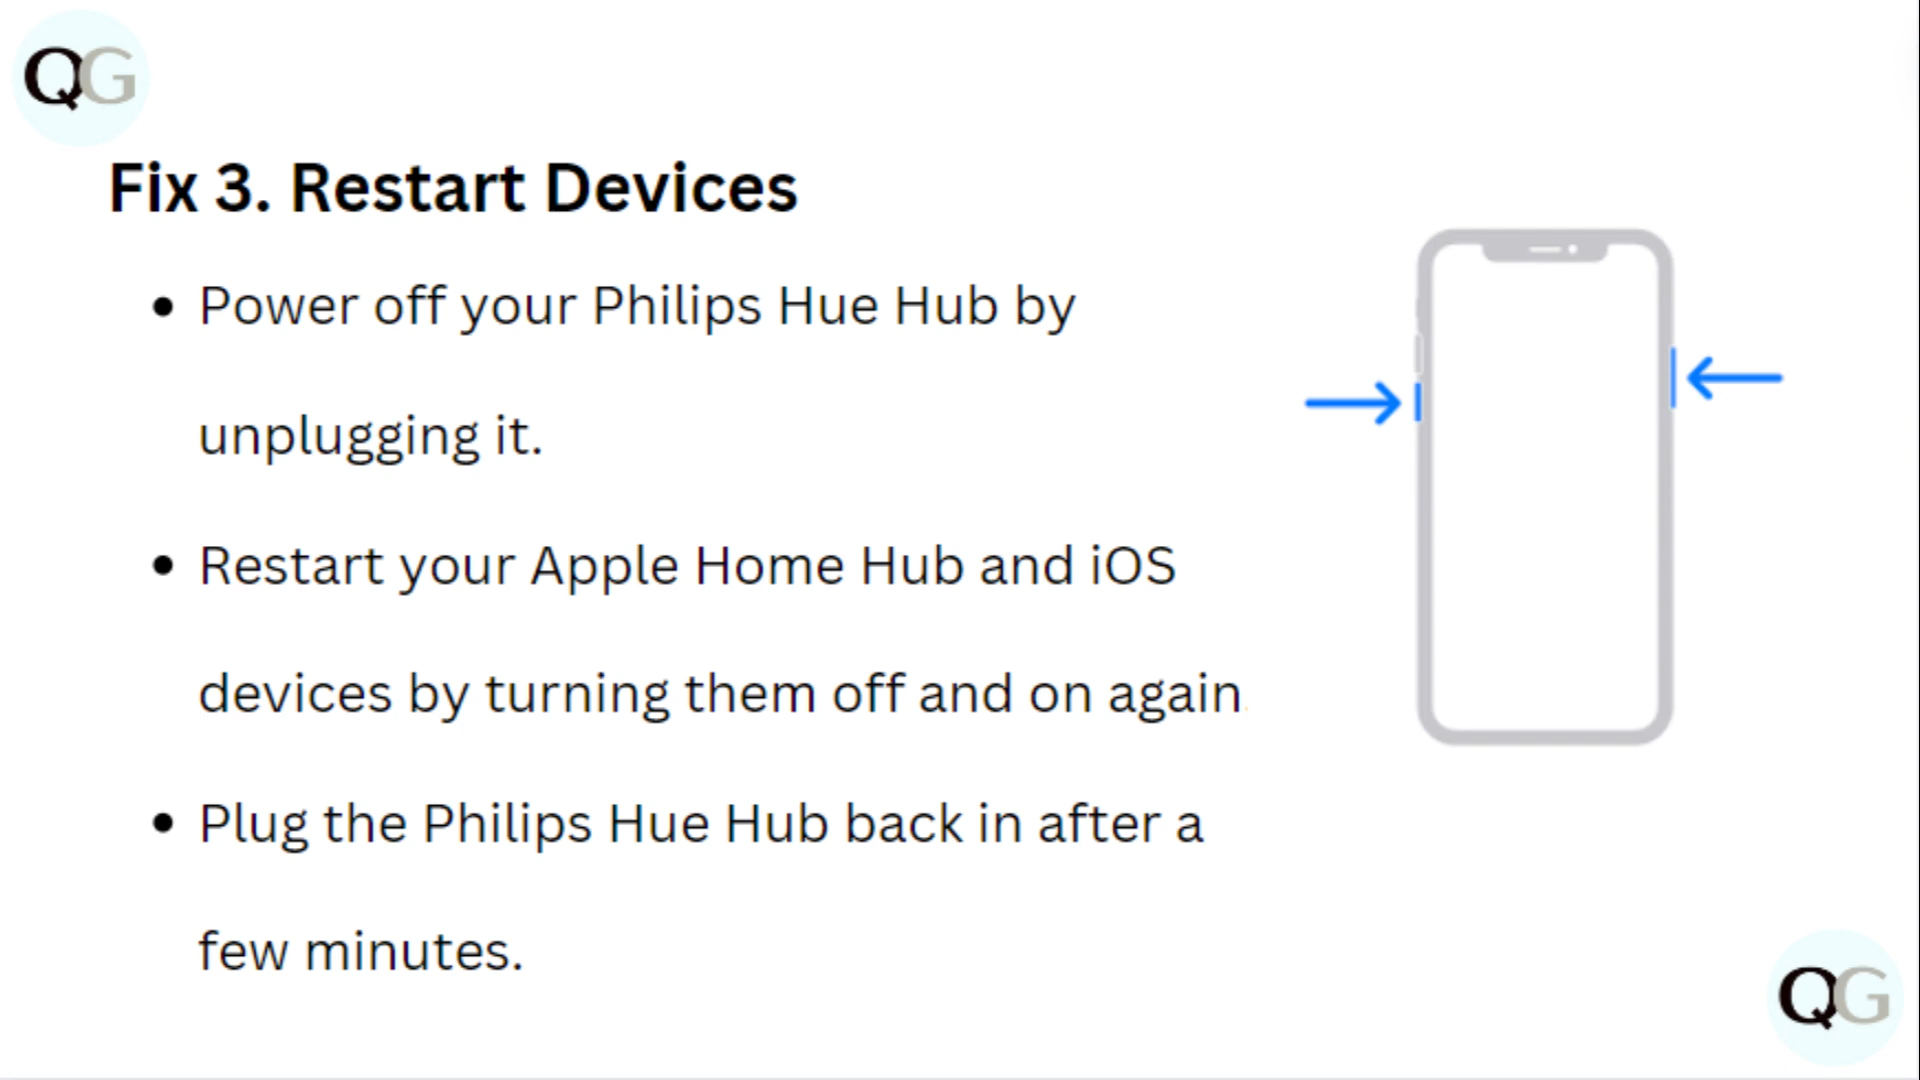 QG
Fix 3. Restart Devices
• Power off your Philips Hue Hub by
unplugging it.
• Restart your Apple Home Hub and iOS
devices by turning them off and on again.
• Plug the Philips Hue Hub back in after a
few minutes.
QG